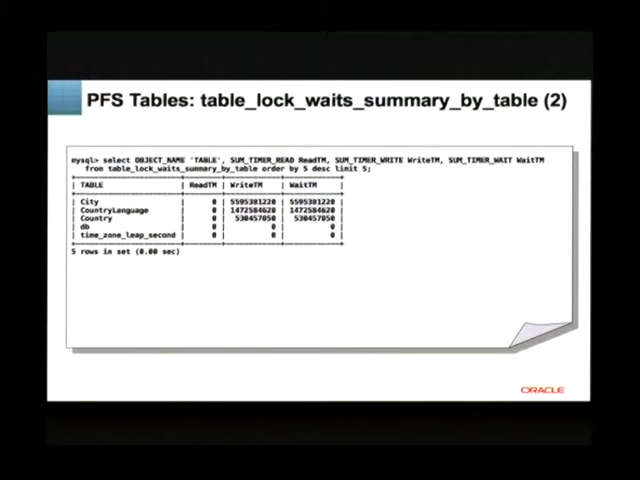 PFS Tables: table_lock_waits_summary_by_table (2)
mysql> select OBJECT_NAME 'TABLE', SUM_TIMER_READ ReadTM, SUM_TIMER_WRITE WriteTM, SUM_TIMER_WAIT WaitTM
from table_lock_waits_summary_by_table order by 5 desc limit 5;
| TABLE | ReadTM | WriteTM | WaitTM |
| City | 0 | 5595381220 | 5595381220 |
| CountryLanguage | 0 | 1472584620 | 1472584620 |
| Country | 0 | 530457850 | 530457850 |
| db | 0 | 0 | 0 |
| time_zone_leap_second | 0 | 0 | 0 |
5 rows in set (0.00 sec)
ORACLE